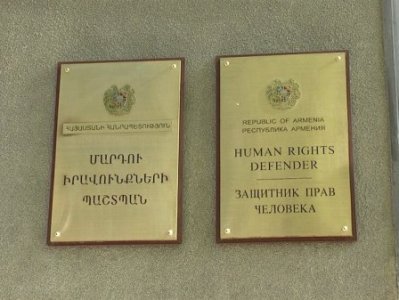 ՀԱՅԱՍՏԱՆԻ ՀԱՆՐԱՊԵՏՈՒԹՅՈՒՆ
ՄԱՐԴՈՒ
ԻՐԱՎՈՒՆՔՆԵՐԻ
ՊԱՇՏՊԱՆ
REPUBLIC OF ARMENIA
РЕСПУБЛИКА АРМЕНИЯ
HUMAN RIGHTS
DEFENDER
ЗАЩИТНИК ПРАВ
ЧЕЛОВЕКА